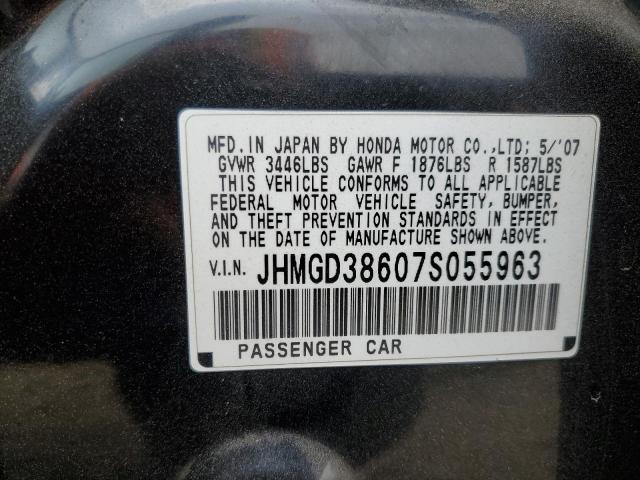 MFD. IN JAPAN BY HONDA MOTOR CO.,LTD; 5/'07
GVWR 3446LBS GAWR F 1876LBS R 1587LBS
THIS VEHICLE CONFORMS TO ALL APPLICABLE
FEDERAL MOTOR VEHICLE SAFETY, BUMPER,
AND THEFT PREVENTION STANDARDS IN EFFECT
ON THE DATE OF MANUFACTURE SHOWN ABOVE.
V.I.N. JHMGD38607S055963
PASSENGER CAR